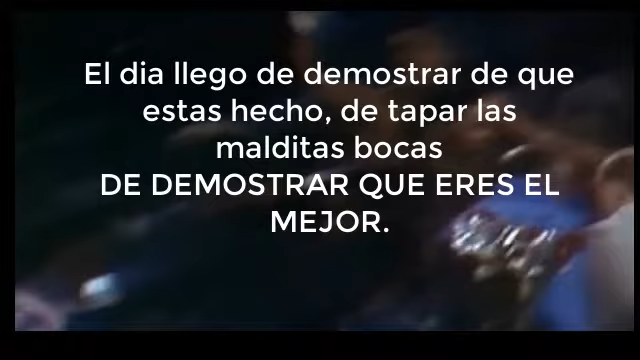 El dia llego de demostrar de que
estas hecho, de tapar las
malditas bocas
DE DEMOSTRAR QUE ERES EL
MEJOR.